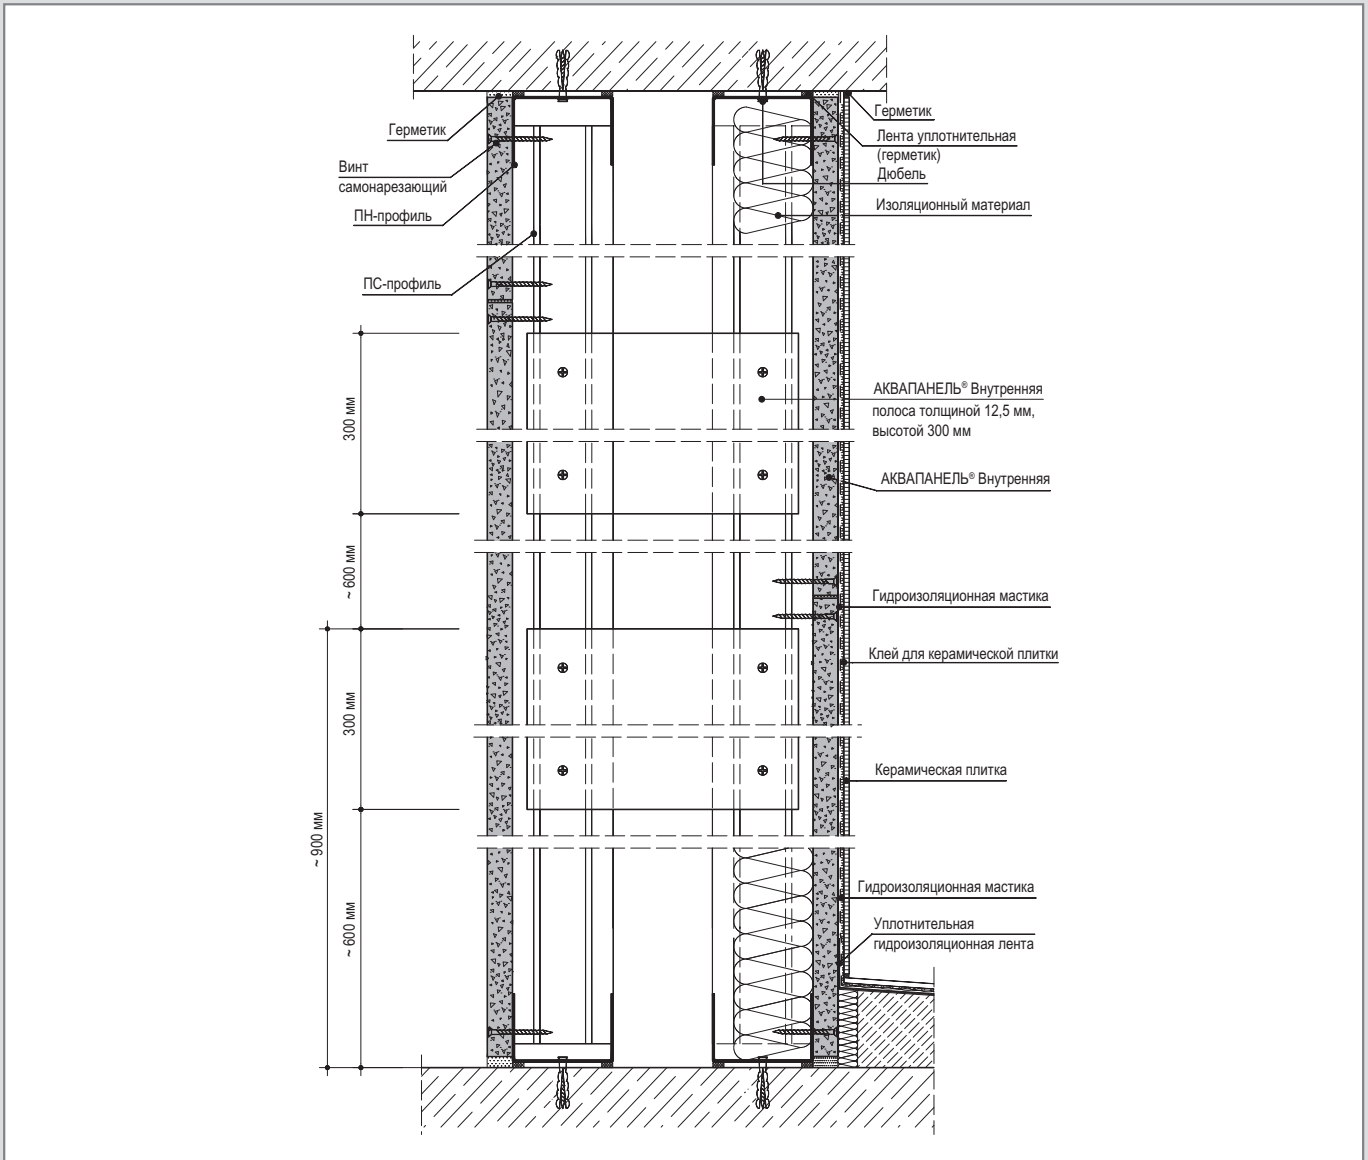 Герметик
Винт
самонарезающий
ПН-профиль
ПС-профиль
300 мм
~ 600 мм
300 мм
~ 900 мм
~ 600 мм
Герметик
Лента уплотнительная
(герметик)
Дюбель
Изоляционный материал
АКВАПАНЕЛЬ® Внутренняя
полоса толщиной 12,5 мм,
высотой 300 мм
АКВАПАНЕЛЬ® Внутренняя
Гидроизоляционная мастика
Клей для керамической плитки
Керамическая плитка
Гидроизоляционная мастика
Уплотнительная
гидроизоляционная лента